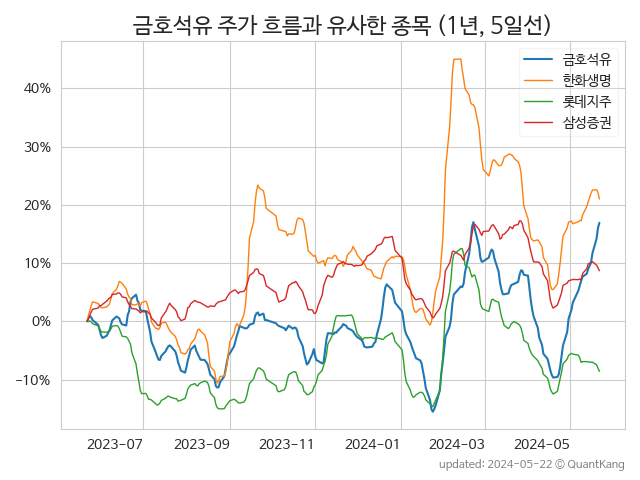 금호석유 주가 흐름과 유사한 종목 (1년, 5일선)
금호석유
한화생명
롯데지주
삼성증권
40%
30%
20%
10%
0%
−10%
2023-07
2023-09
2023-11
2024-01
2024-03
2024-05
updated: 2024-05-22 © QuantKang